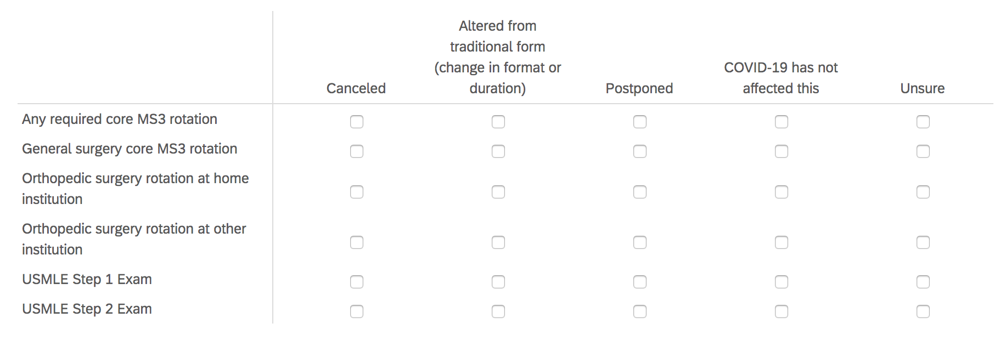 Altered from
traditional form
(change in format or
duration)
Canceled
Postponed
COVID-19 has not
affected this
Unsure
Any required core MS3 rotation
General surgery core MS3 rotation
Orthopedic surgery rotation at home
institution
Orthopedic surgery rotation at other
institution
USMLE Step 1 Exam
USMLE Step 2 Exam